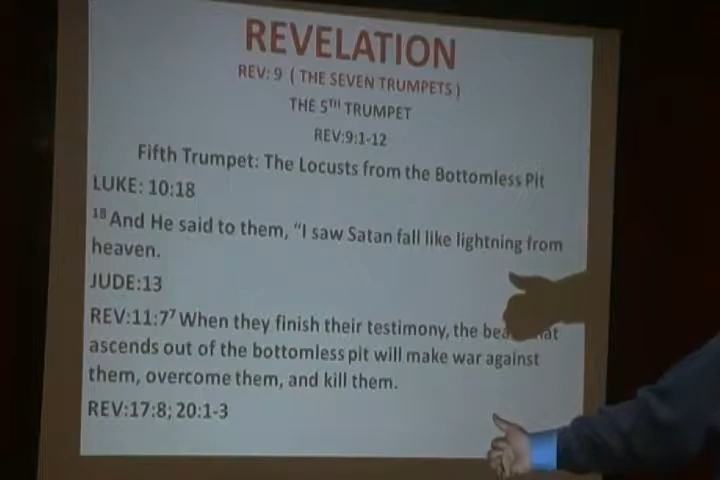 REVELATION
REV: 9 ( THE SEVEN TRUMPETS )
THE 5TH TRUMPET
REV:9:1-12
Fifth Trumpet: The Locusts from the Bottomless Pit
LUKE: 10:18
18 And He said to them, “I saw Satan fall like lightning from
heaven.
JUDE:13
REV:11:7 7 When they finish their testimony, the
ascends out of the bottomless pit will make war against
them, overcome them, and kill them.
REV:17:8; 20:1-3